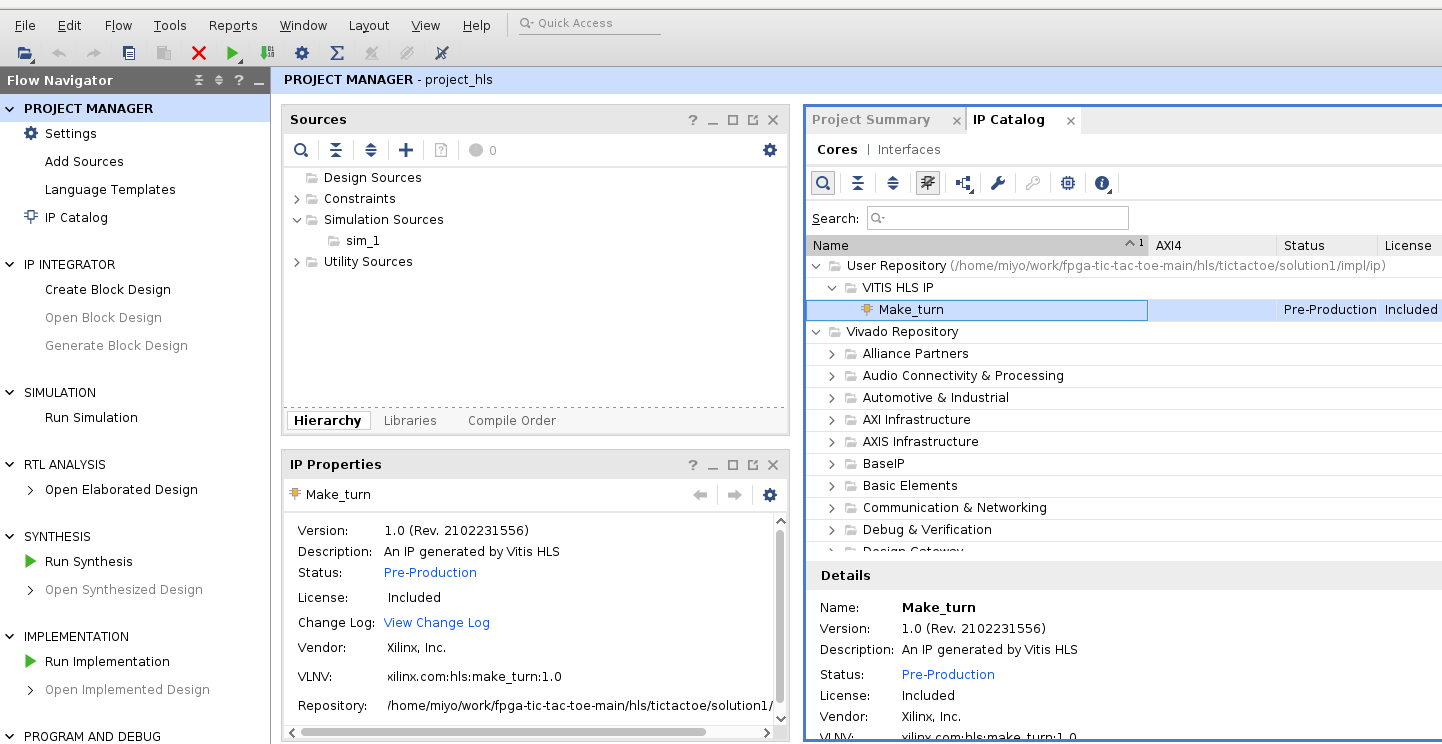 File Edit Flow Tools Reports Window Layout View Help Quick Access
Flow Navigator ? _
PROJECT MANAGER
Settings
Add Sources
Language Templates
IP Catalog
IP INTEGRATOR
Create Block Design
Open Block Design
Generate Block Design
SIMULATION
Run Simulation
RTL ANALYSIS
Open Elaborated Design
SYNTHESIS
Run Synthesis
Open Synthesized Design
IMPLEMENTATION
Run Implementation
Open Implemented Design
PROGRAM AND DEBUG
PROJECT MANAGER - project_hls
Sources
0
Design Sources
Constraints
Simulation Sources
sim_1
Utility Sources
Hierarchy Libraries Compile Order
IP Properties
Make_turn
Version: 1.0 (Rev. 2102231556)
Description: An IP generated by Vitis HLS
Status: Pre-Production
License: Included
Change Log: View Change Log
Vendor: Xilinx, Inc.
VLNV: xilinx.com:hls:make_turn:1.0
Repository: /home/miyo/work/fpga-tic-tac-toe-main/hls/tictactoe/solution1/
Project Summary IP Catalog
Cores | Interfaces
Search:
Name 1 AXI4 Status License
User Repository (/home/miyo/work/fpga-tic-tac-toe-main/hls/tictactoe/solution1/impl/ip)
VITIS HLS IP
Make_turn Pre-Production Included
Vivado Repository
Alliance Partners
Audio Connectivity & Processing
Automotive & Industrial
AXI Infrastructure
AXIS Infrastructure
BaseIP
Basic Elements
Communication & Networking
Debug & Verification
Design Gateway
Details
Name: Make_turn
Version: 1.0 (Rev. 2102231556)
Description: An IP generated by Vitis HLS
Status: Pre-Production
License: Included
Vendor: Xilinx, Inc.
VLNV: xilinx.com:hls:make_turn:1.0